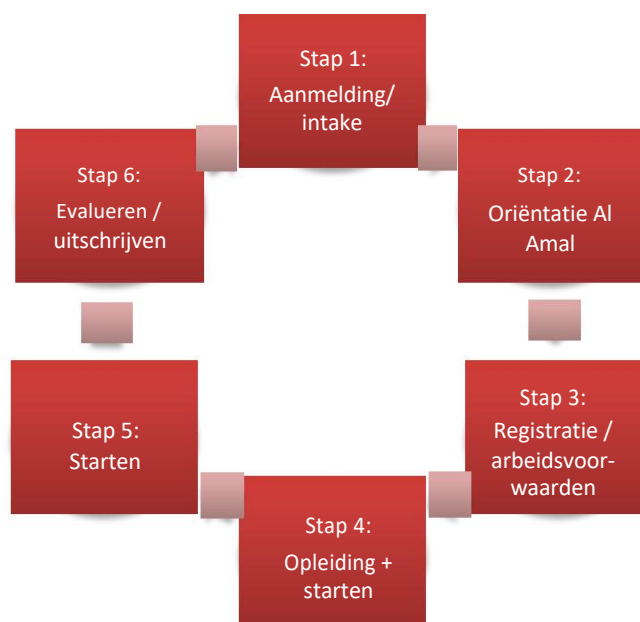 Stap 1:
Aanmelding/
intake
Stap 2:
Oriëntatie Al
Amal
Stap 3:
Registratie /
arbeidsvoor-
waarden
Stap 4:
Opleiding +
starten
Stap 5:
Starten
Stap 6:
Evalueren /
uitschrijven